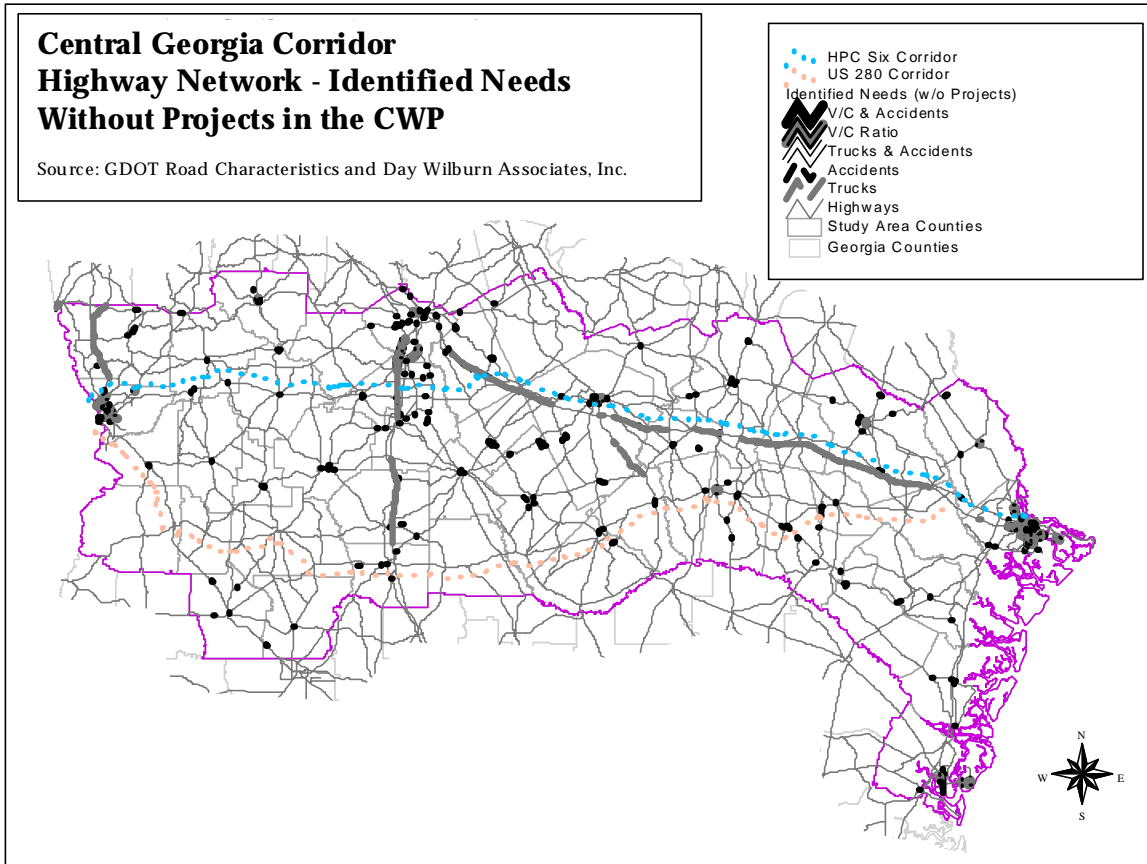 Central Georgia Corridor
Highway Network - Identified Needs
Without Projects in the CWP
Source: GDOT Road Characteristics and Day Wilburn Associates, Inc.
HPC Six Corridor
US 280 Corridor
Identified Needs (w/o Projects)
V/C & Accidents
V/C Ratio
Trucks & Accidents
Accidents
Trucks
Highways
Study Area Counties
Georgia Counties
N
W E
S